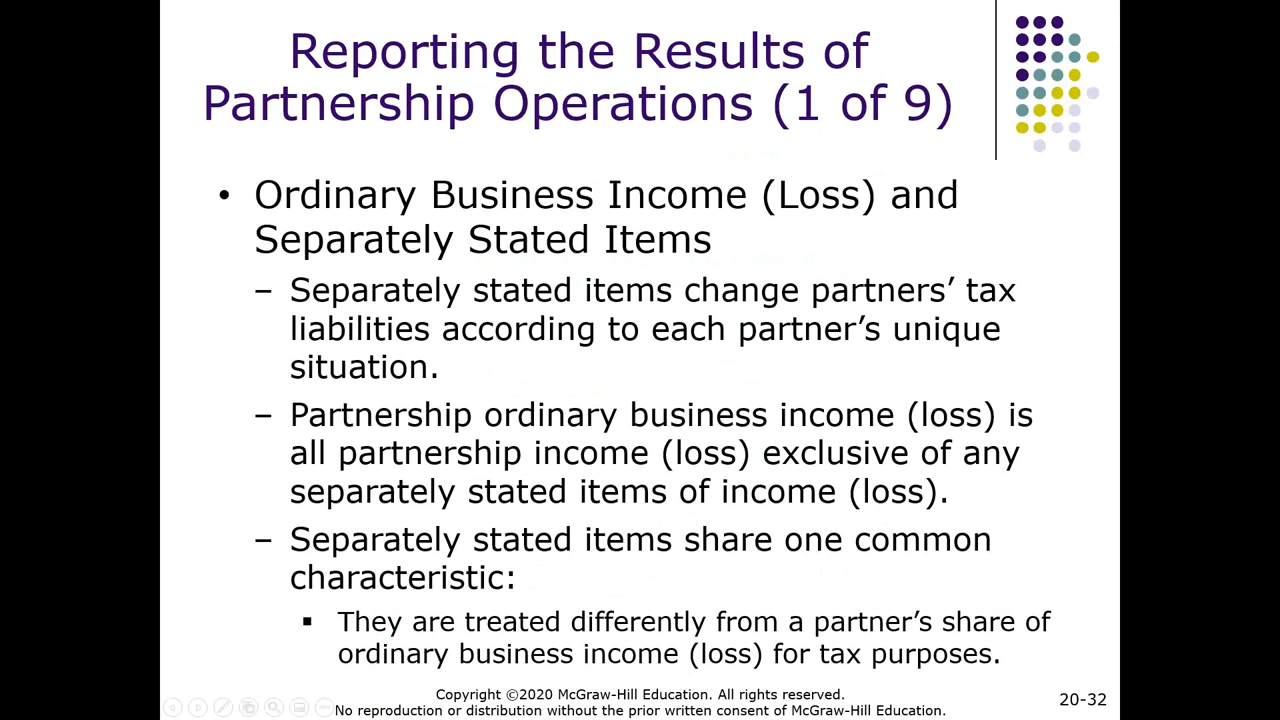 Reporting the Results of
Partnership Operations (1 of 9)
• Ordinary Business Income (Loss) and
Separately Stated Items
– Separately stated items change partners’ tax
liabilities according to each partner’s unique
situation.
– Partnership ordinary business income (loss) is
all partnership income (loss) exclusive of any
separately stated items of income (loss).
– Separately stated items share one common
characteristic:
▪ They are treated differently from a partner’s share of
ordinary business income (loss) for tax purposes.
Copyright ©2020 McGraw-Hill Education. All rights reserved.
No reproduction or distribution without the prior written consent of McGraw-Hill Education.
20-32